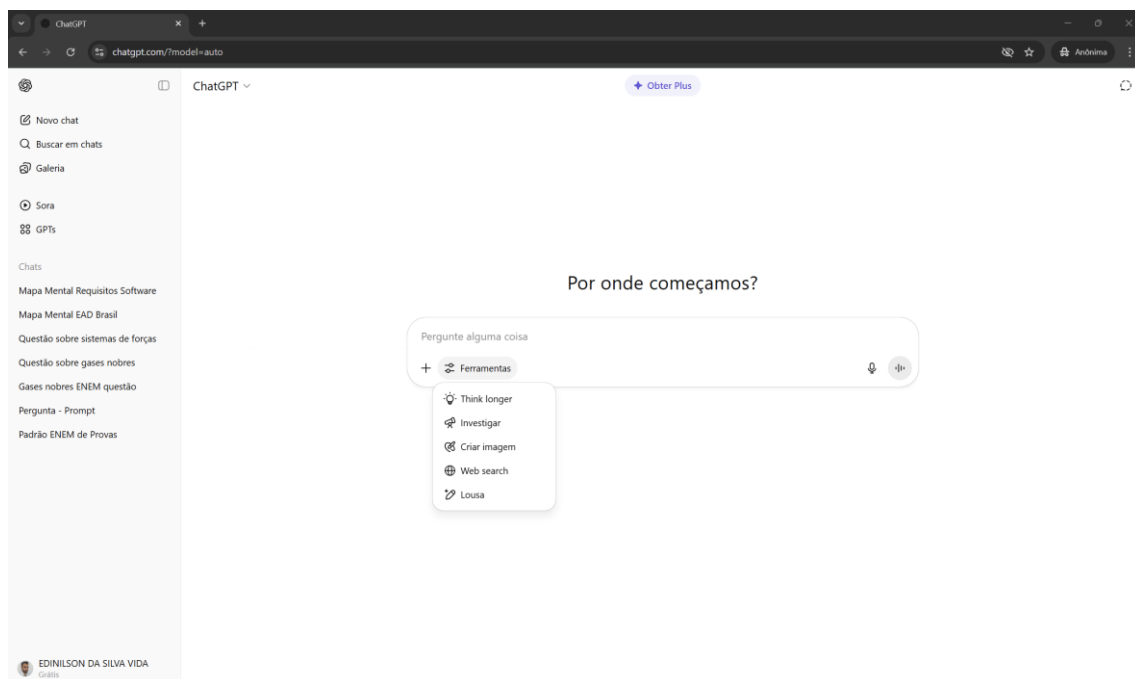 ChatGPT
chatgpt.com/?model=auto
Anônima
ChatGPT
Obter Plus
Novo chat
Buscar em chats
Galeria
Sora
GPTs
Chats
Mapa Mental Requisitos Software
Mapa Mental EAD Brasil
Questão sobre sistemas de forças
Questão sobre gases nobres
Gases nobres ENEM questão
Pergunta - Prompt
Padrão ENEM de Provas
Por onde começamos?
Pergunte alguma coisa
Ferramentas
Think longer
Investigar
Criar imagem
Web search
Lousa
EDINILSON DA SILVA VIDA
Grátis